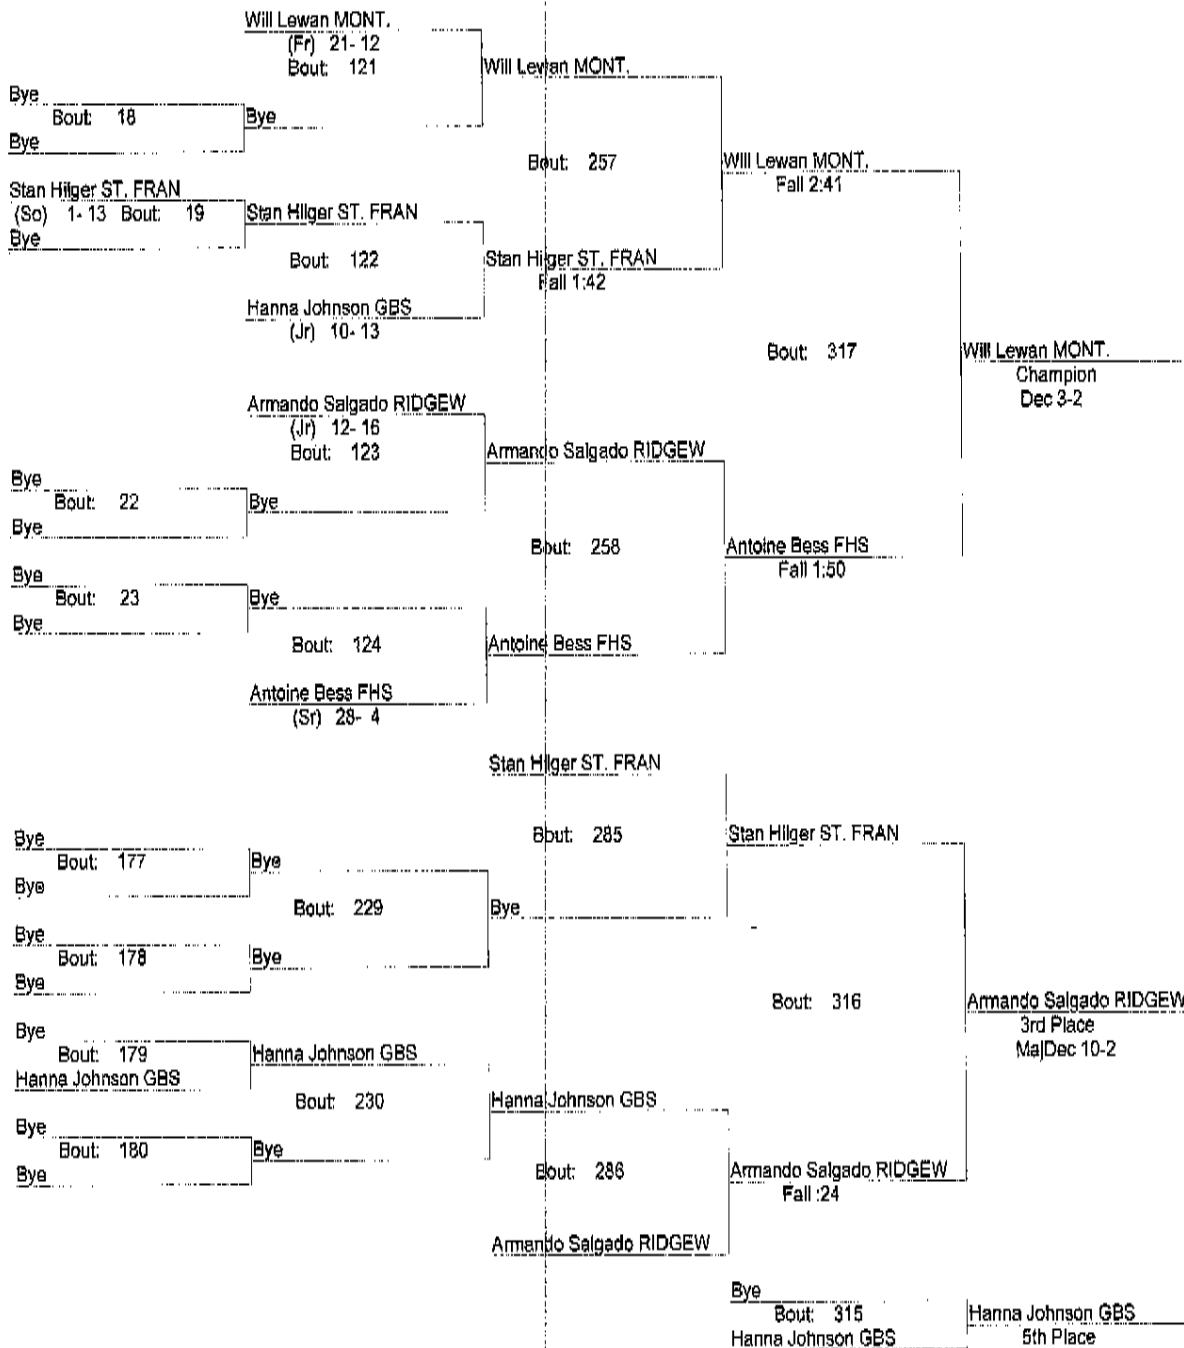 Will Lewan MONT.
(Fr) 21- 12
Bout: 121
Will Lewan MONT.
Bye
Bout: 18
Bye
Bye
Bout: 257
Will Lewan MONT.
Fall 2:41
Stan Hilger ST. FRAN
(So) 1- 13 Bout: 19
Stan Hilger ST. FRAN
Bye
Bout: 122
Stan Hilger ST. FRAN
Fall 1:42
Hanna Johnson GBS
(Jr) 10- 13
Bout: 317
Will Lewan MONT.
Champion
Dec 3-2
Armando Salgado RIDGEW
(Jr) 12- 16
Bout: 123
Armando Salgado RIDGEW
Bye
Bout: 22
Bye
Bye
Bout: 258
Antoine Bess FHS
Fall 1:50
Bye
Bout: 23
Bye
Bye
Bout: 124
Antoine Bess FHS
Antoine Bess FHS
(Sr) 28- 4
Stan Hilger ST. FRAN
Bout: 285
Stan Hilger ST. FRAN
Bye
Bout: 177
Bye
Bye
Bout: 229
Bye
Bye
Bout: 178
Bye
Bye
Bout: 316
Armando Salgado RIDGEW
3rd Place
MajDec 10-2
Bye
Bout: 179
Hanna Johnson GBS
Hanna Johnson GBS
Bout: 230
Hanna Johnson GBS
Bye
Bout: 180
Bye
Bye
Bout: 286
Armando Salgado RIDGEW
Fall :24
Armando Salgado RIDGEW
Bye
Bout: 315
Hanna Johnson GBS
Hanna Johnson GBS
5th Place